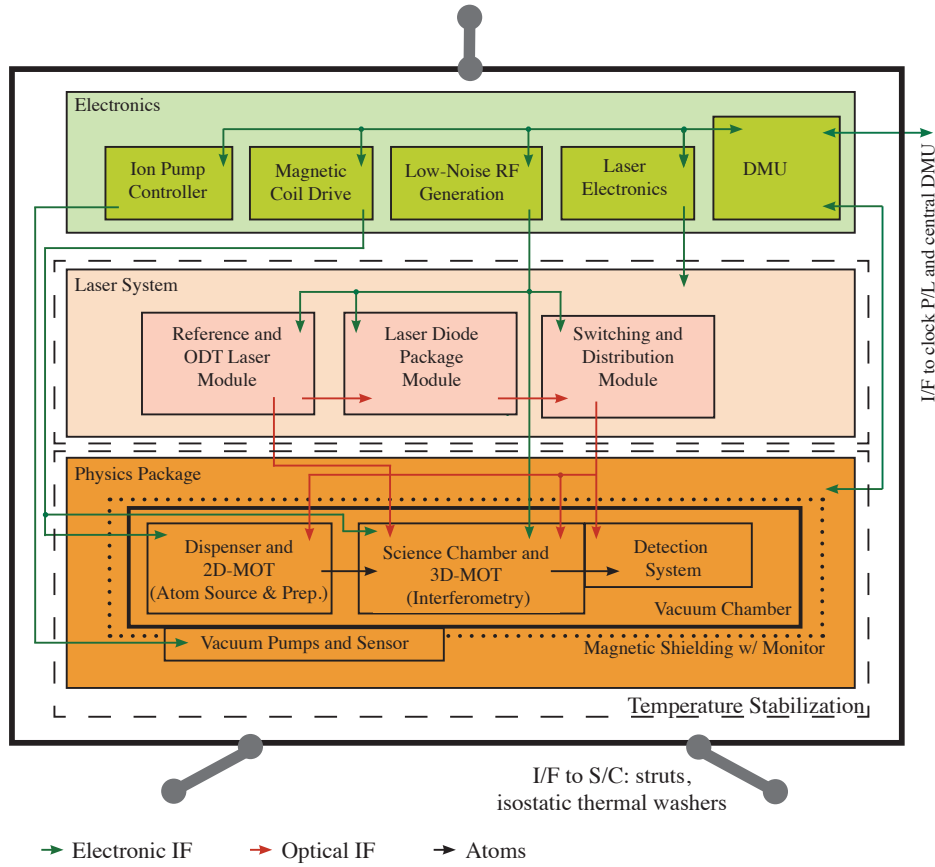 Electronics
Ion Pump
Controller
Magnetic
Coil Drive
Low-Noise RF
Generation
Laser
Electronics
DMU
I/F to clock P/L and central DMU
Laser System
Reference and
ODT Laser
Module
Laser Diode
Package
Module
Switching and
Distribution
Module
Physics Package
Dispenser and
2D-MOT
(Atom Source & Prep.)
Science Chamber and
3D-MOT
(Interferometry)
Detection
System
Vacuum Chamber
Vacuum Pumps and Sensor
Magnetic Shielding w/ Monitor
Temperature Stabilization
I/F to S/C: struts,
isostatic thermal washers
Electronic IF
Optical IF
Atoms